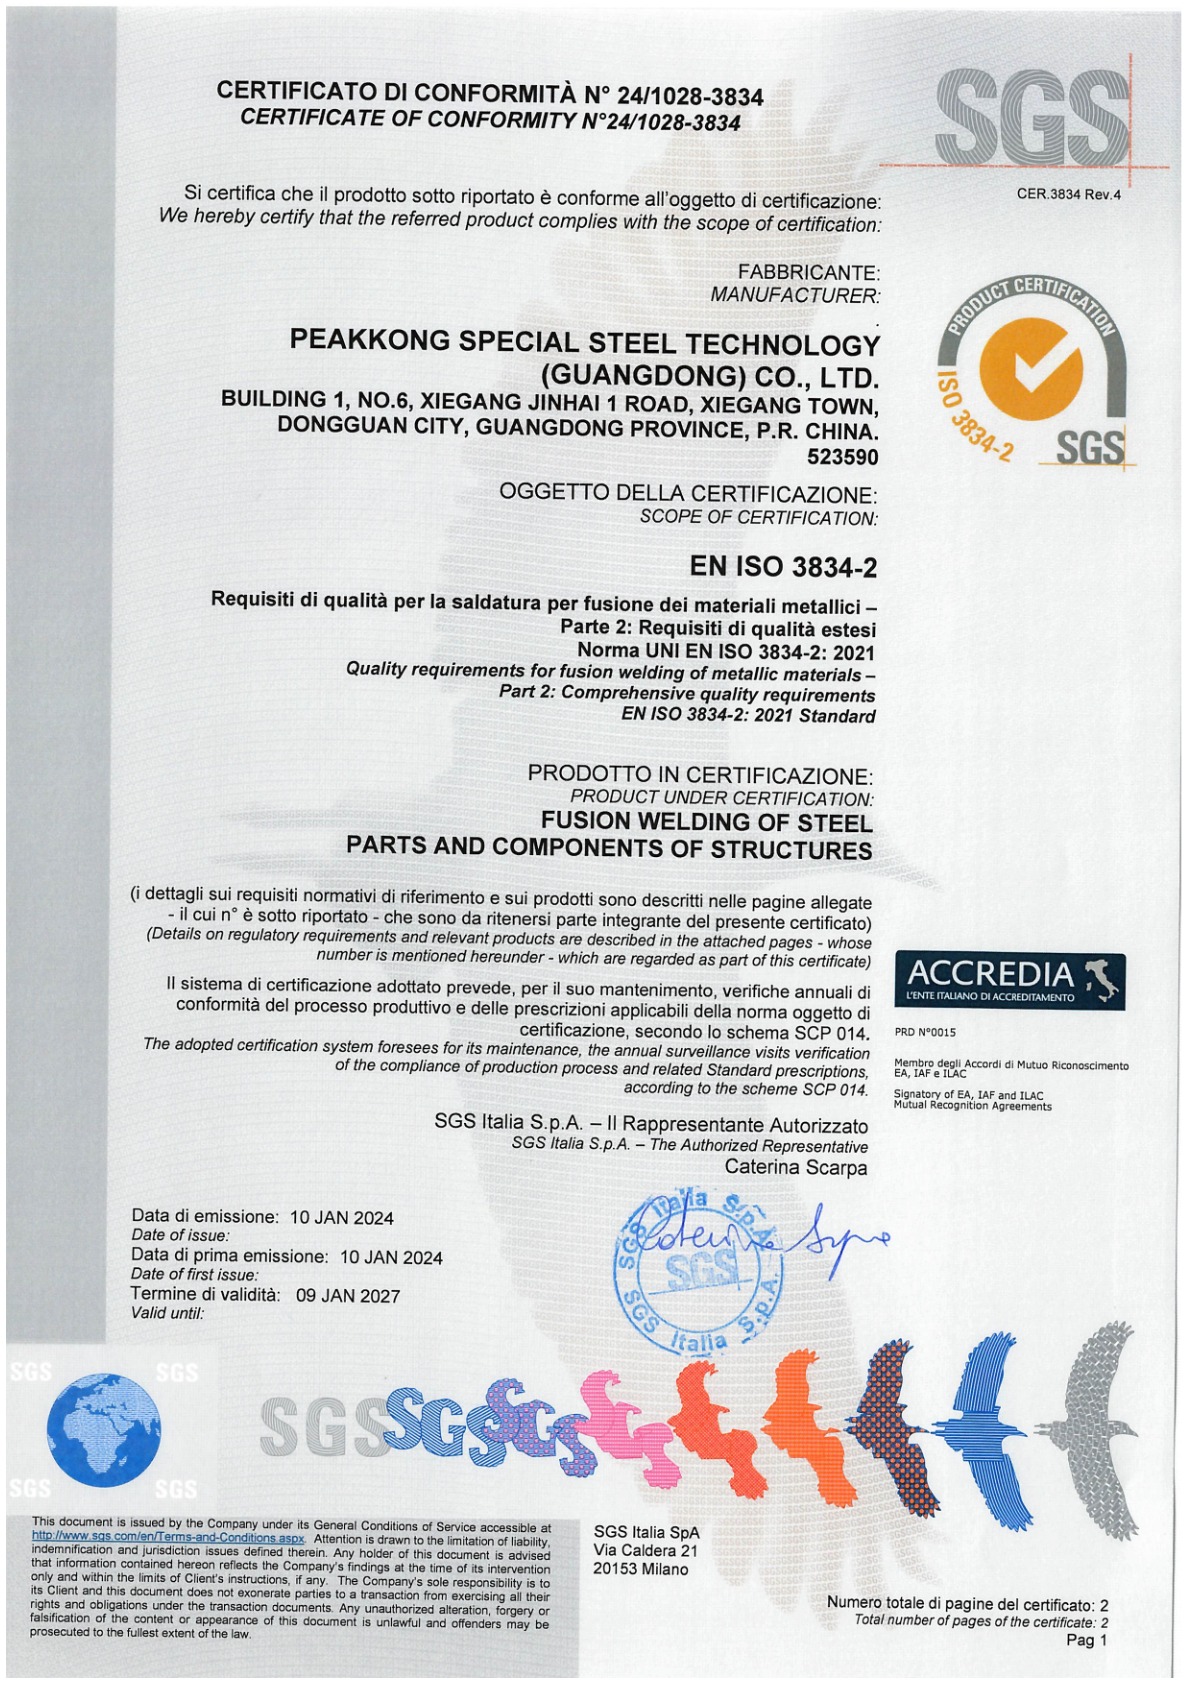 CERTIFICATO DI CONFORMITÀ N° 24/1028-3834
CERTIFICATE OF CONFORMITY N°24/1028-3834
SGS
CER.3834 Rev.4
Si certifica che il prodotto sotto riportato è conforme all'oggetto di certificazione:
We hereby certify that the referred product complies with the scope of certification:
FABBRICANTE:
MANUFACTURER:
.
PEAKKONG SPECIAL STEEL TECHNOLOGY
(GUANGDONG) CO., LTD.
BUILDING 1, NO.6, XIEGANG JINHAI 1 ROAD, XIEGANG TOWN,
DONGGUAN CITY, GUANGDONG PROVINCE, P.R. CHINA.
523590
PRODUCT CERTIFICATION
ISO 3834-2
SGS
OGGETTO DELLA CERTIFICAZIONE:
SCOPE OF CERTIFICATION:
EN ISO 3834-2
Requisiti di qualità per la saldatura per fusione dei materiali metallici –
Parte 2: Requisiti di qualità estesi
Norma UNI EN ISO 3834-2: 2021
Quality requirements for fusion welding of metallic materials –
Part 2: Comprehensive quality requirements
EN ISO 3834-2: 2021 Standard
PRODOTTO IN CERTIFICAZIONE:
PRODUCT UNDER CERTIFICATION:
FUSION WELDING OF STEEL
PARTS AND COMPONENTS OF STRUCTURES
(i dettagli sui requisiti normativi di riferimento e sui prodotti sono descritti nelle pagine allegate
- il cui n° è sotto riportato - che sono da ritenersi parte integrante del presente certificato)
(Details on regulatory requirements and relevant products are described in the attached pages - whose
number is mentioned hereunder - which are regarded as part of this certificate)
Il sistema di certificazione adottato prevede, per il suo mantenimento, verifiche annuali di
conformità del processo produttivo e delle prescrizioni applicabili della norma oggetto di
certificazione, secondo lo schema SCP 014.
The adopted certification system foresees for its maintenance, the annual surveillance visits verification
of the compliance of production process and related Standard prescriptions,
according to the scheme SCP 014.
ACCREDIA
L'ENTE ITALIANO DI ACCREDITAMENTO
PRD N°0015
Membro degli Accordi di Mutuo Riconoscimento
EA, IAF e ILAC
Signatory of EA, IAF and ILAC
Mutual Recognition Agreements
SGS Italia S.p.A. – Il Rappresentante Autorizzato
SGS Italia S.p.A. – The Authorized Representative
Caterina Scarpa
SGS Italia S.p.A.
SGS
SGS Italia S.p.A.
Data di emissione: 10 JAN 2024
Date of issue:
Data di prima emissione: 10 JAN 2024
Date of first issue:
Termine di validità: 09 JAN 2027
Valid until:
SGS SGS
SGS SGS
SGS SGS SGS
This document is issued by the Company under its General Conditions of Service accessible at
http://www.sgs.com/en/Terms-and-Conditions.aspx. Attention is drawn to the limitation of liability,
indemnification and jurisdiction issues defined therein. Any holder of this document is advised
that information contained hereon reflects the Company's findings at the time of its intervention
only and within the limits of Client's instructions, if any. The Company's sole responsibility is to
its Client and this document does not exonerate parties to a transaction from exercising all their
rights and obligations under the transaction documents. Any unauthorized alteration, forgery or
falsification of the content or appearance of this document is unlawful and offenders may be
prosecuted to the fullest extent of the law.
SGS Italia SpA
Via Caldera 21
20153 Milano
Numero totale di pagine del certificato: 2
Total number of pages of the certificate: 2
Pag 1